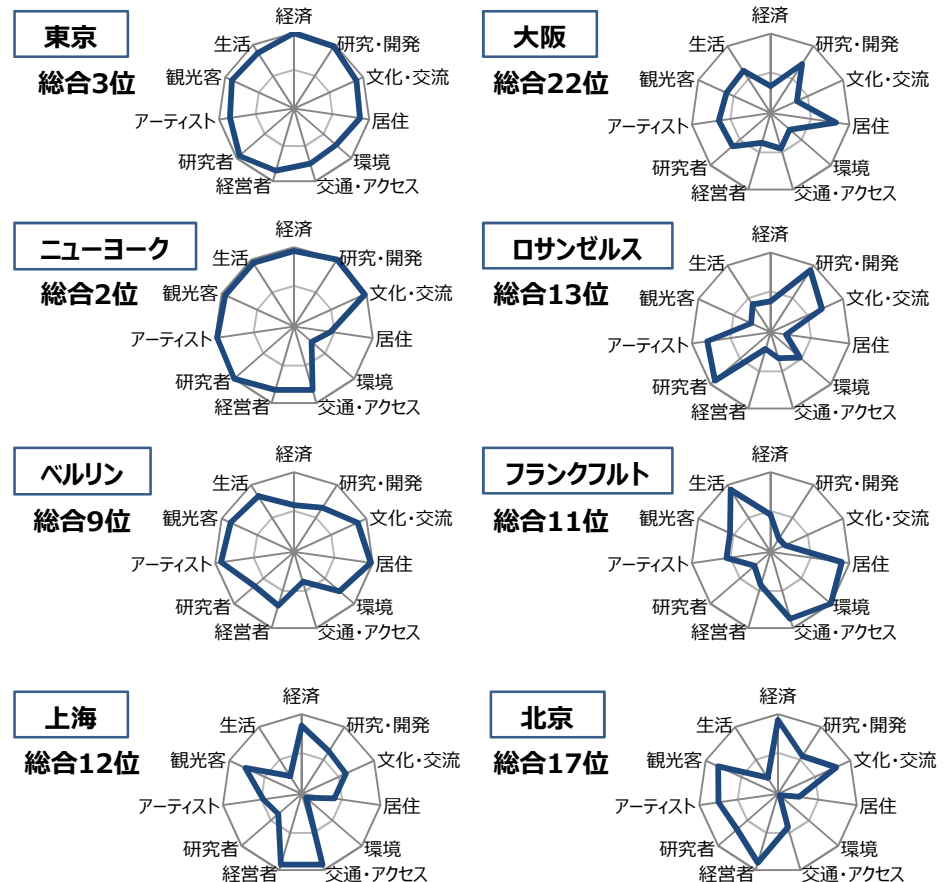 東京
総合3位
経済
研究・開発
文化・交流
居住
環境
交通・アクセス
経営者
研究者
アーティスト
観光客
生活
大阪
総合22位
経済
研究・開発
文化・交流
居住
環境
交通・アクセス
経営者
研究者
アーティスト
観光客
生活
ニューヨーク
総合2位
経済
研究・開発
文化・交流
居住
環境
交通・アクセス
経営者
研究者
アーティスト
観光客
生活
ロサンゼルス
総合13位
経済
研究・開発
文化・交流
居住
環境
交通・アクセス
経営者
研究者
アーティスト
観光客
生活
ベルリン
総合9位
経済
研究・開発
文化・交流
居住
環境
交通・アクセス
経営者
研究者
アーティスト
観光客
生活
フランクフルト
総合11位
経済
研究・開発
文化・交流
居住
環境
交通・アクセス
経営者
研究者
アーティスト
観光客
生活
上海
総合12位
経済
研究・開発
文化・交流
居住
環境
交通・アクセス
経営者
研究者
アーティスト
観光客
生活
北京
総合17位
経済
研究・開発
文化・交流
居住
環境
交通・アクセス
経営者
研究者
アーティスト
観光客
生活